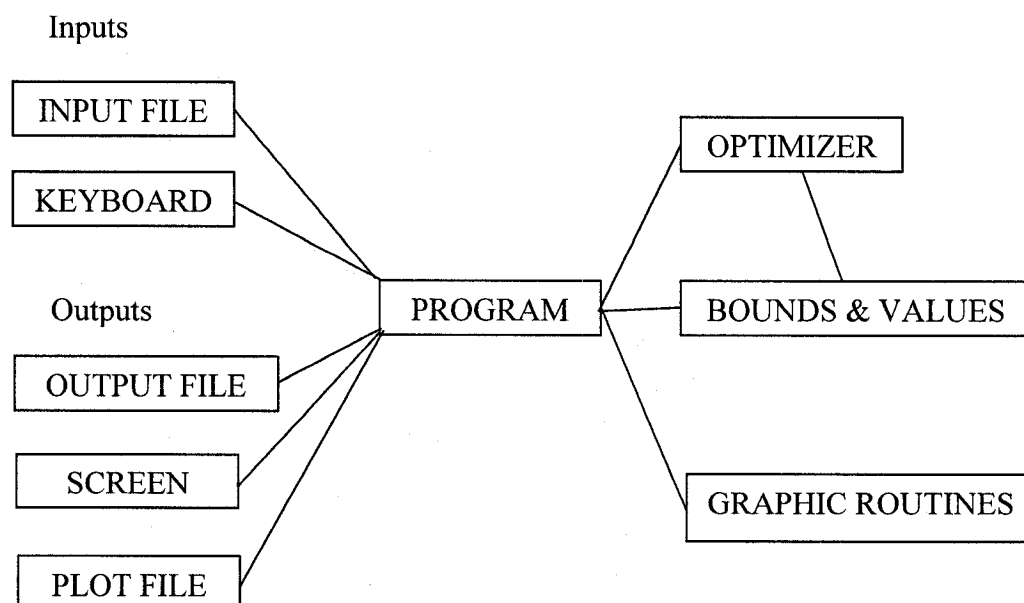 Inputs
INPUT FILE
KEYBOARD
Outputs
OUTPUT FILE
SCREEN
PLOT FILE
PROGRAM
OPTIMIZER
BOUNDS & VALUES
GRAPHIC ROUTINES